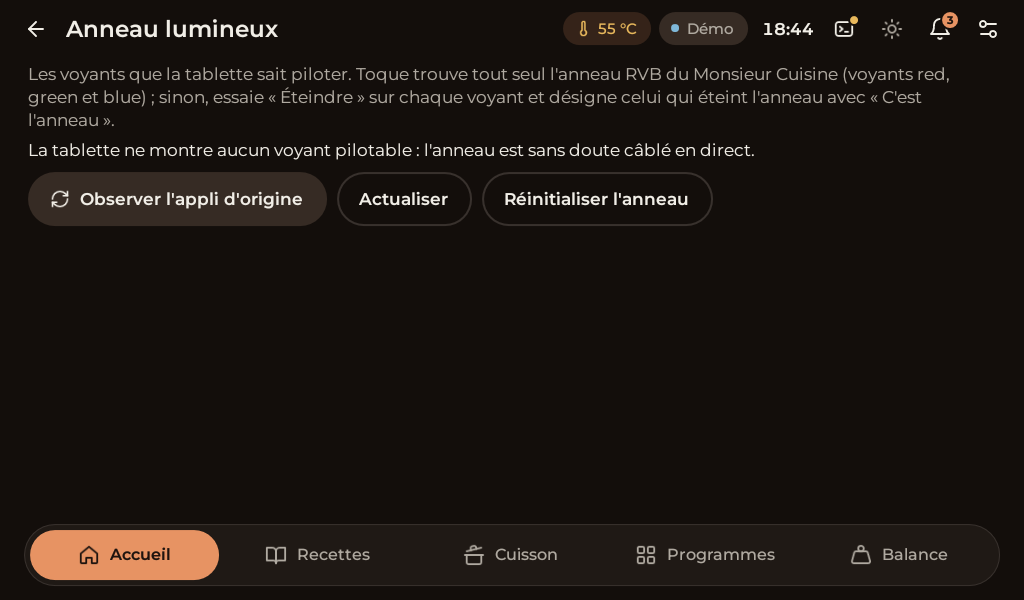 Anneau lumineux
55 °C
Démo
18:44
3
Les voyants que la tablette sait piloter. Toque trouve tout seul l'anneau RVB du Monsieur Cuisine (voyants red,
green et blue) ; sinon, essaie « Éteindre » sur chaque voyant et désigne celui qui éteint l'anneau avec « C'est
l'anneau ».
La tablette ne montre aucun voyant pilotable : l'anneau est sans doute câblé en direct.
Observer l'appli d'origine
Actualiser
Réinitialiser l'anneau
Accueil
Recettes
Cuisson
Programmes
Balance